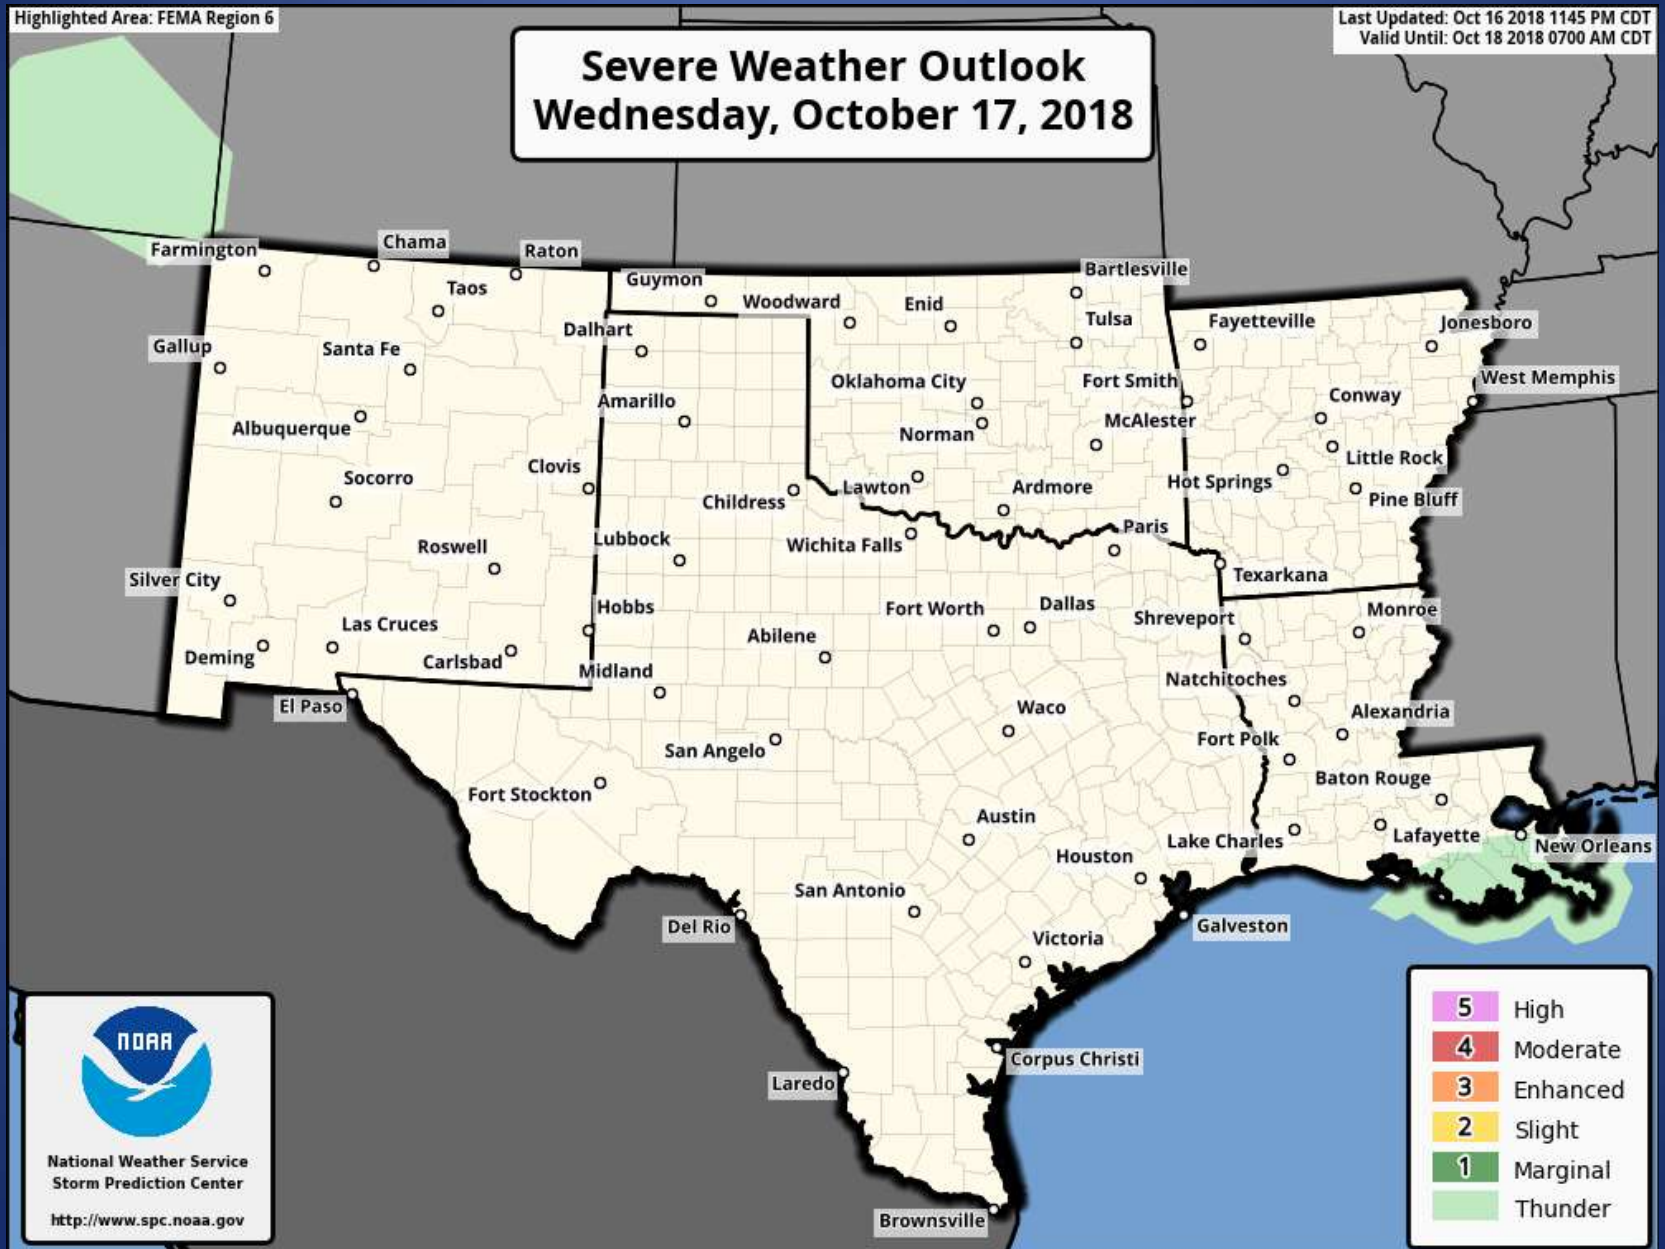 Highlighted Area: FEMA Region 6
Last Updated: Oct 16 2018 1145 PM CDT
Valid Until: Oct 18 2018 0700 AM CDT
Severe Weather Outlook
Wednesday, October 17, 2018
Farmington
Chama
Raton
Taos
Guymon
Woodward
Enid
Bartlesville
Tulsa
Fayetteville
Jonesboro
Gallup
Santa Fe
Dalhart
Oklahoma City
Fort Smith
West Memphis
Conway
Albuquerque
Amarillo
Norman
McAlester
Little Rock
Socorro
Clovis
Childress
Lawton
Ardmore
Hot Springs
Pine Bluff
Roswell
Lubbock
Wichita Falls
Paris
Texarkana
Silver City
Las Cruces
Hobbs
Abilene
Fort Worth
Dallas
Shreveport
Monroe
Deming
Carlsbad
Midland
Natchitoches
El Paso
Waco
Alexandria
San Angelo
Fort Polk
Fort Stockton
Baton Rouge
Austin
Lake Charles
Lafayette
New Orleans
Houston
San Antonio
Del Rio
Victoria
Galveston
Corpus Christi
Laredo
Brownsville
NOAA
National Weather Service
Storm Prediction Center
http://www.spc.noaa.gov
5 High
4 Moderate
3 Enhanced
2 Slight
1 Marginal
Thunder